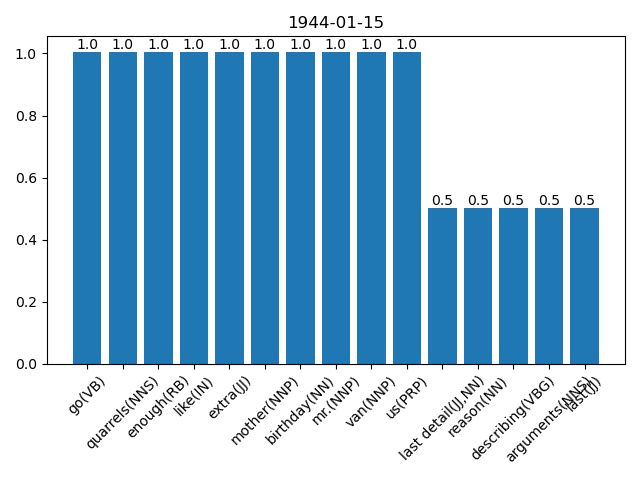 1944-01-15
1.0 1.0 1.0 1.0 1.0 1.0 1.0 1.0 1.0 1.0
0.5 0.5 0.5 0.5 0.5
1.0
0.8
0.6
0.4
0.2
0.0
go(VB)
quarrels(NNS)
enough(RB)
like(IN)
extra(JJ)
mother(NNP)
birthday(NN)
mr.(NNP)
van(NNP)
us(PRP)
last detail(JJ,NN)
reason(NN)
describing(VBG)
arguments(NNS)
last(JJ)